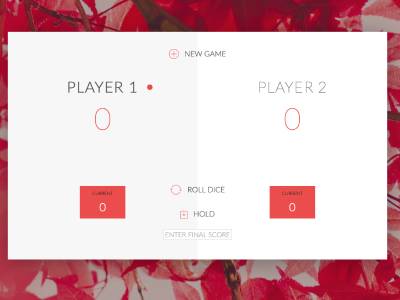 NEW GAME
PLAYER 1
PLAYER 2
0
0
CURRENT
0
ROLL DICE
HOLD
CURRENT
0
ENTER FINAL SCORE